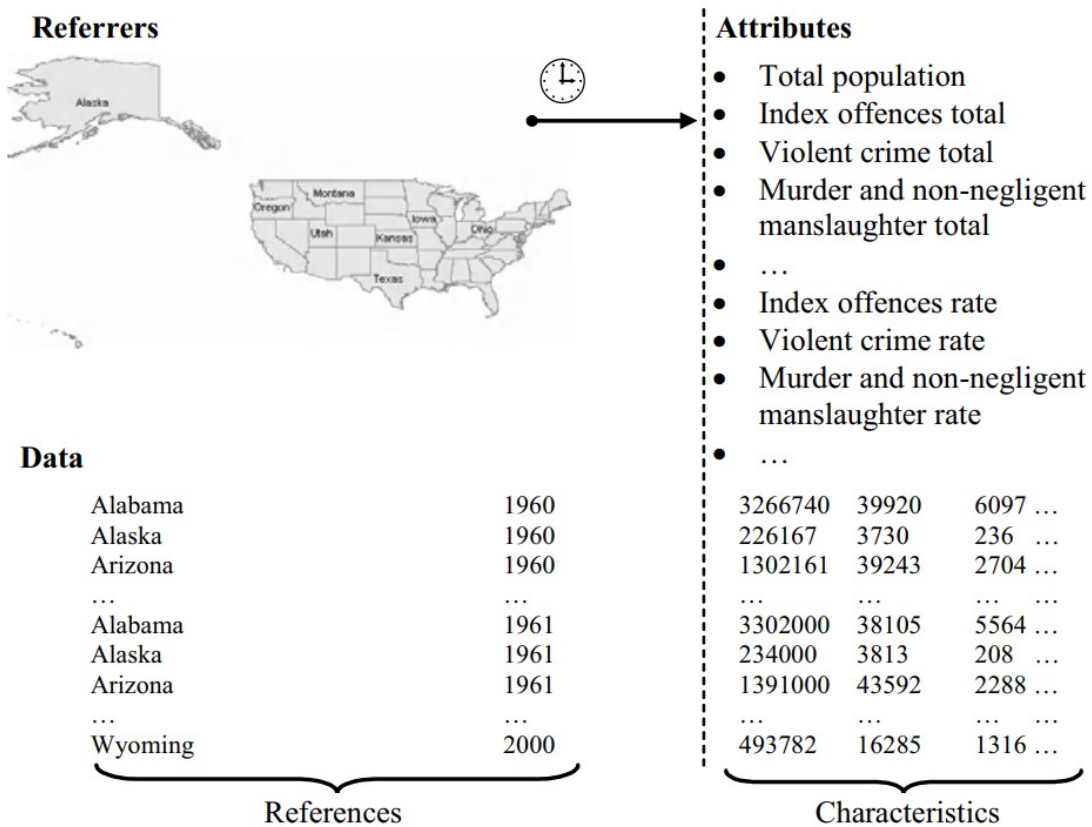 Referrers
Alaska
Montana
Oregon
Iowa
Utah
Kansas
Ohio
Texas
Attributes
• Total population
• Index offences total
• Violent crime total
• Murder and non-negligent
manslaughter total
• …
• Index offences rate
• Violent crime rate
• Murder and non-negligent
manslaughter rate
• …
Data
Alabama 1960 3266740 39920 6097 …
Alaska 1960 226167 3730 236 …
Arizona 1960 1302161 39243 2704 …
… … … … … …
Alabama 1961 3302000 38105 5564 …
Alaska 1961 234000 3813 208 …
Arizona 1961 1391000 43592 2288 …
… … … … … …
Wyoming 2000 493782 16285 1316 …
References Characteristics